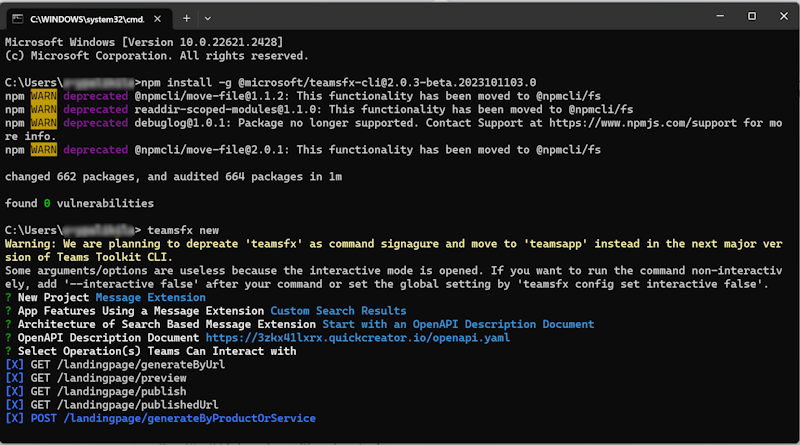 C:\WINDOWS\system32\cmd.
Microsoft Windows [Version 10.0.22621.2428]
(c) Microsoft Corporation. All rights reserved.
C:\Users\ >npm install -g @microsoft/teamsfx-cli@2.0.3-beta.2023101103.0
npm WARN deprecated @npmcli/move-file@1.1.2: This functionality has been moved to @npmcli/fs
npm WARN deprecated readdir-scoped-modules@1.1.0: This functionality has been moved to @npmcli/fs
npm WARN deprecated debuglog@1.0.1: Package no longer supported. Contact Support at https://www.npmjs.com/support for mo
re info.
npm WARN deprecated @npmcli/move-file@2.0.1: This functionality has been moved to @npmcli/fs
changed 662 packages, and audited 664 packages in 1m
found 0 vulnerabilities
C:\Users\ > teamsfx new
Warning: We are planning to depreate 'teamsfx' as command signagure and move to 'teamsapp' instead in the next major ver
sion of Teams Toolkit CLI.
Some arguments/options are useless because the interactive mode is opened. If you want to run the command non-interactiv
ely, add '--interactive false' after your command or set the global setting by 'teamsfx config set interactive false'.
? New Project Message Extension
? App Features Using a Message Extension Custom Search Results
? Architecture of Search Based Message Extension Start with an OpenAPI Description Document
? OpenAPI Description Document https://3zkx41lxrx.quickcreator.io/openapi.yaml
? Select Operation(s) Teams Can Interact with
[X] GET /landingpage/generateByUrl
[X] GET /landingpage/preview
[X] GET /landingpage/publish
[X] GET /landingpage/publishedUrl
[X] POST /landingpage/generateByProductOrService